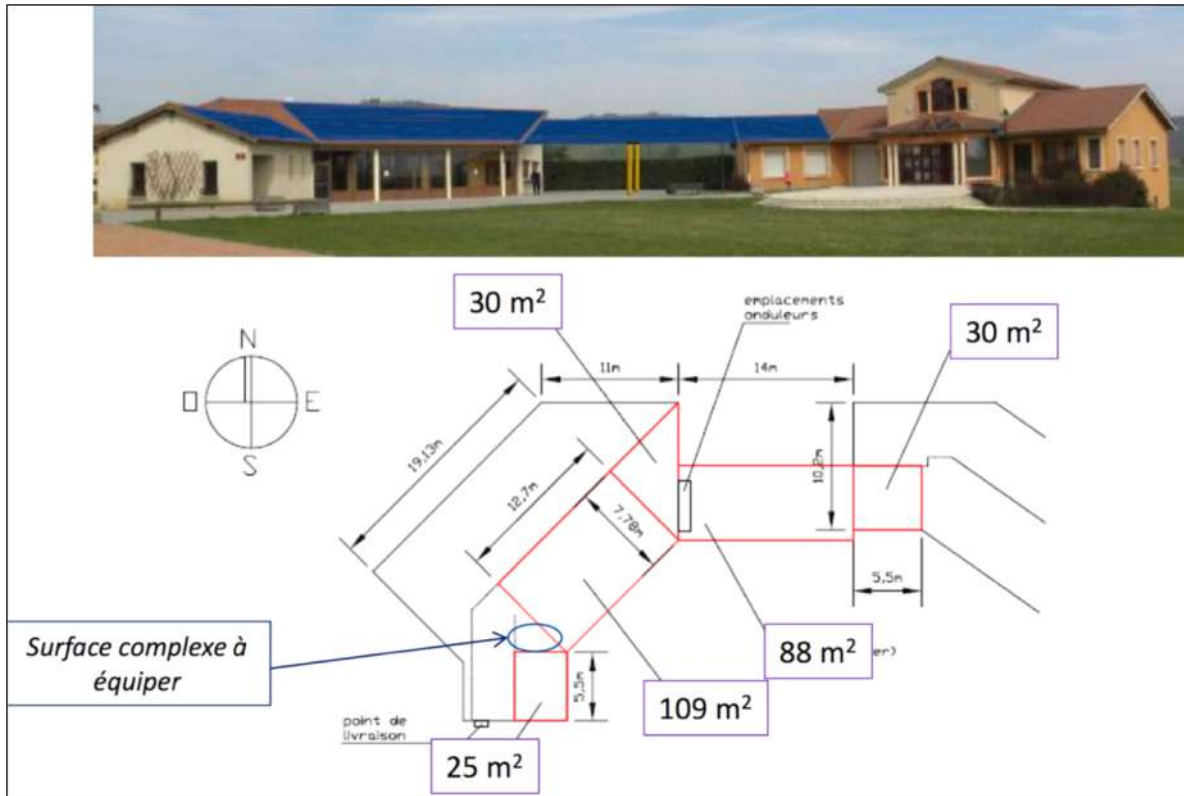 30 m²
emplacements
onduleurs
30 m²
N
O E
S
11m
14m
19,13m
12,7m
7,78m
10,2m
5,5m
Surface complexe à
équiper
88 m²
er)
5,5m
109 m²
point de
livraison
25 m²